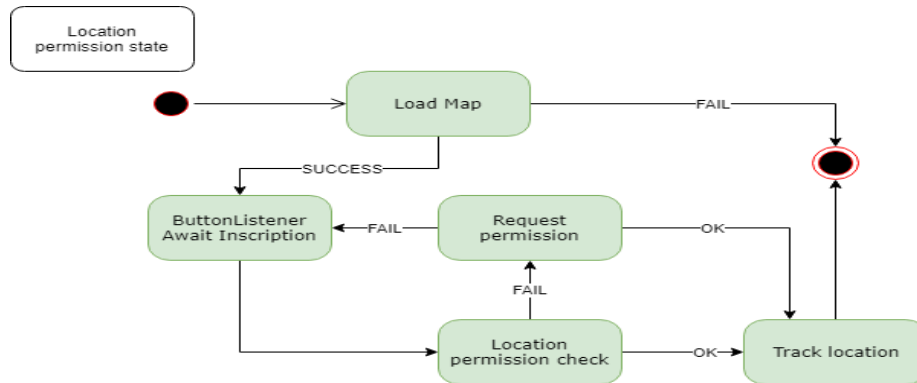 Location
permission state
Load Map
FAIL
SUCCESS
ButtonListener
Await Inscription
FAIL
Request
permission
OK
FAIL
Location
permission check
OK
Track location